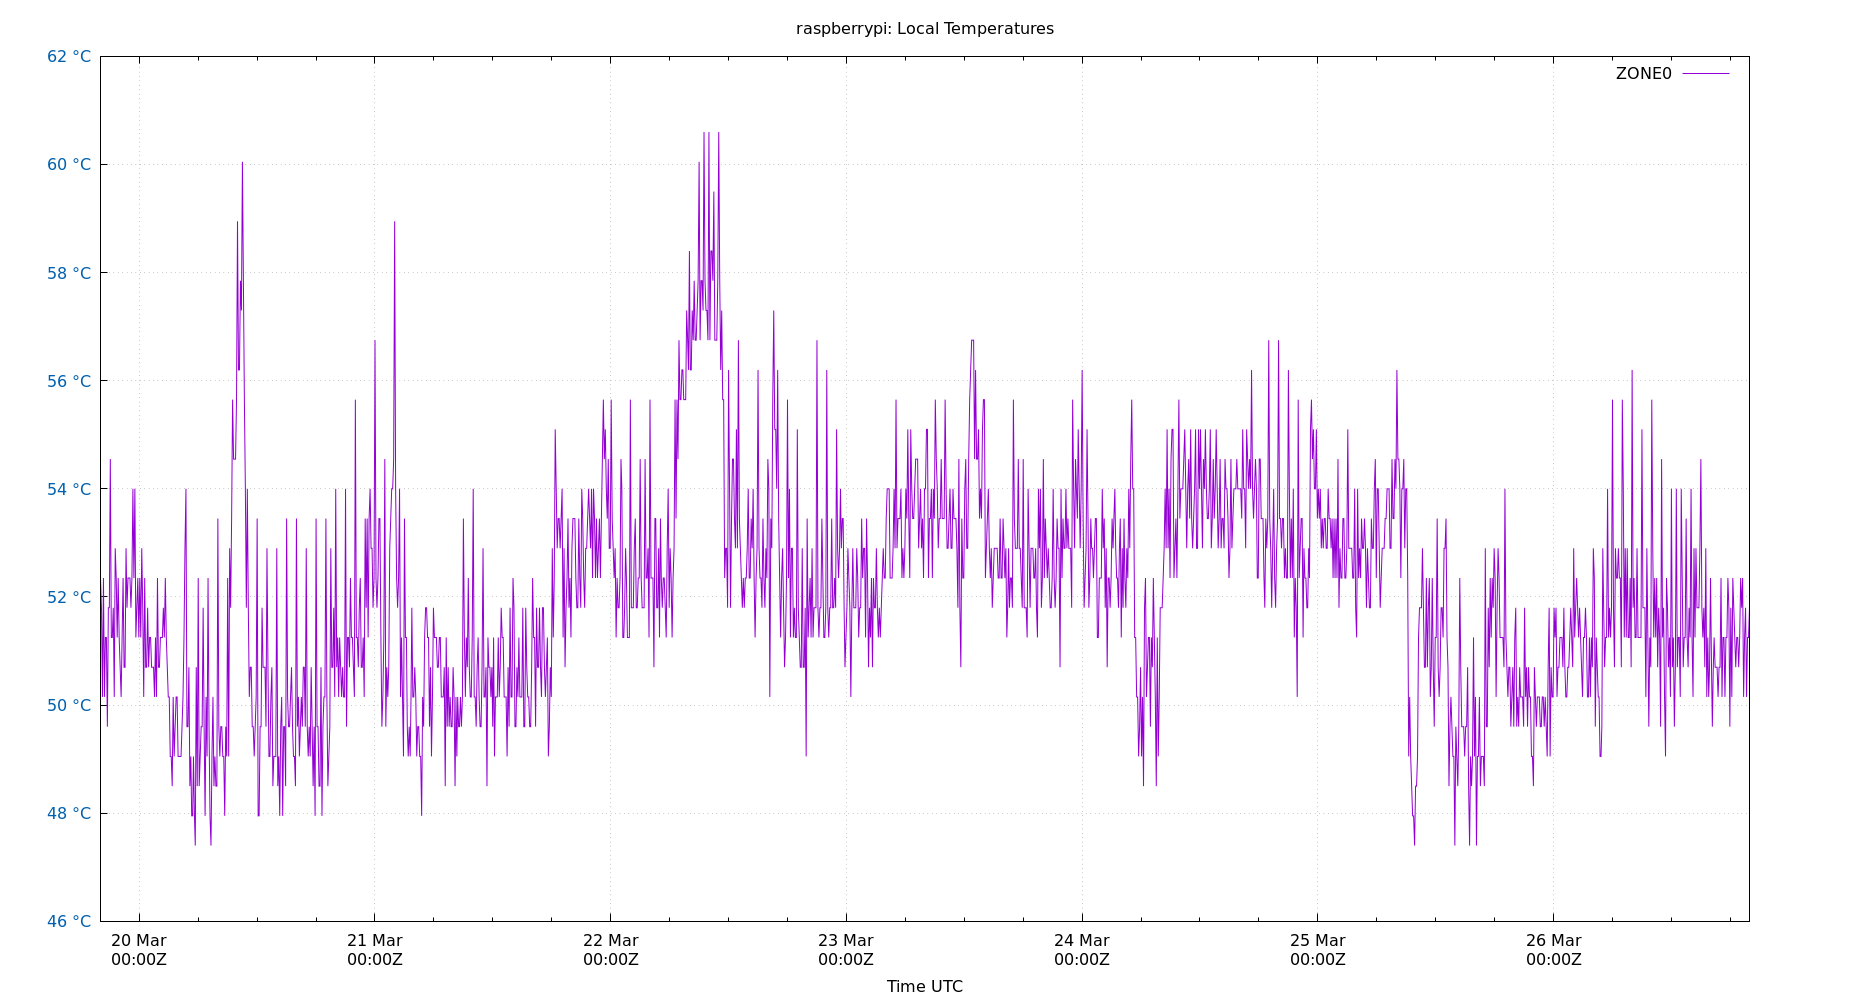 raspberrypi: Local Temperatures
ZONE0
62 °C
60 °C
58 °C
56 °C
54 °C
52 °C
50 °C
48 °C
46 °C
20 Mar 21 Mar 22 Mar 23 Mar 24 Mar 25 Mar 26 Mar
00:00Z 00:00Z 00:00Z 00:00Z 00:00Z 00:00Z 00:00Z
Time UTC